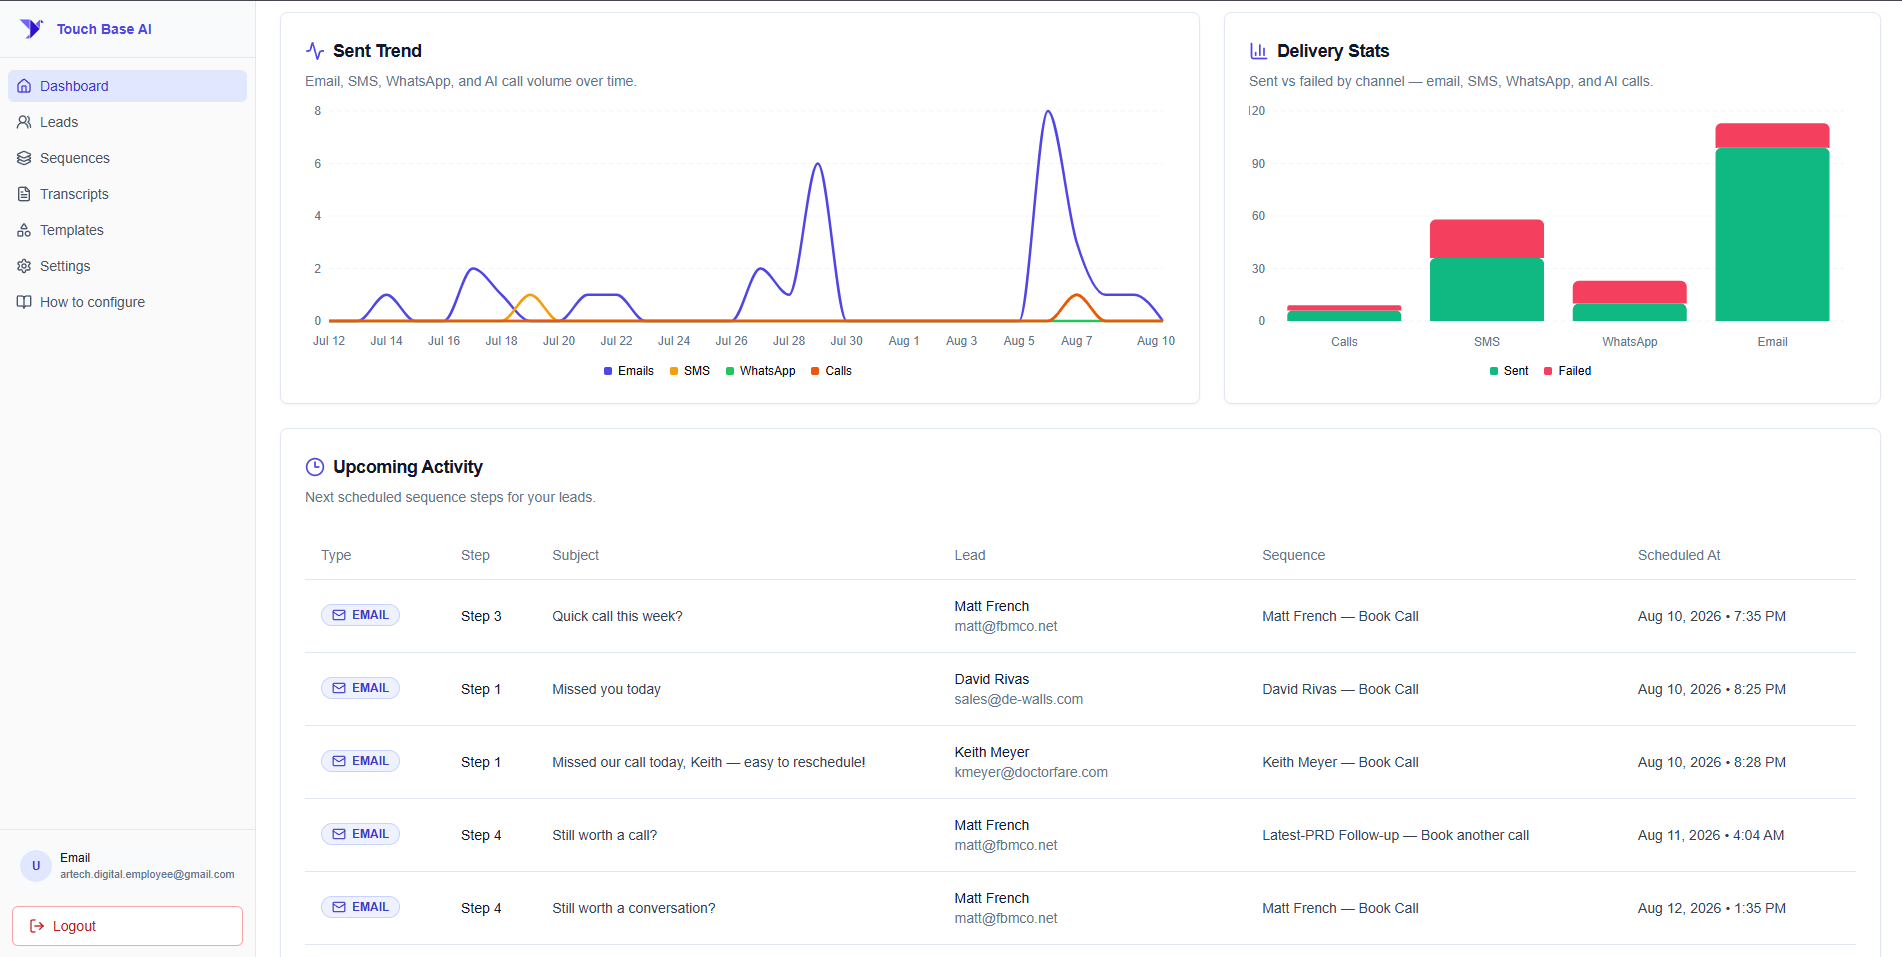 Touch Base AI
Dashboard
Leads
Sequences
Transcripts
Templates
Settings
How to configure
Email
artech.digital.employee@gmail.com
U
Logout
Sent Trend
Email, SMS, WhatsApp, and AI call volume over time.
8
6
4
2
0
Jul 12 Jul 14 Jul 16 Jul 18 Jul 20 Jul 22 Jul 24 Jul 26 Jul 28 Jul 30 Aug 1 Aug 3 Aug 5 Aug 7 Aug 10
Emails SMS WhatsApp Calls
Delivery Stats
Sent vs failed by channel — email, SMS, WhatsApp, and AI calls.
120
90
60
30
0
Calls SMS WhatsApp Email
Sent Failed
Upcoming Activity
Next scheduled sequence steps for your leads.
Type Step Subject Lead Sequence Scheduled At
EMAIL Step 3 Quick call this week? Matt French Matt French — Book Call Aug 10, 2026 • 7:35 PM
matt@fbmco.net
EMAIL Step 1 Missed you today David Rivas David Rivas — Book Call Aug 10, 2026 • 8:25 PM
sales@de-walls.com
EMAIL Step 1 Missed our call today, Keith — easy to reschedule! Keith Meyer Keith Meyer — Book Call Aug 10, 2026 • 8:28 PM
kmeyer@doctorfare.com
EMAIL Step 4 Still worth a call? Matt French Latest-PRD Follow-up — Book another call Aug 11, 2026 • 4:04 AM
matt@fbmco.net
EMAIL Step 4 Still worth a conversation? Matt French Matt French — Book Call Aug 12, 2026 • 1:35 PM
matt@fbmco.net